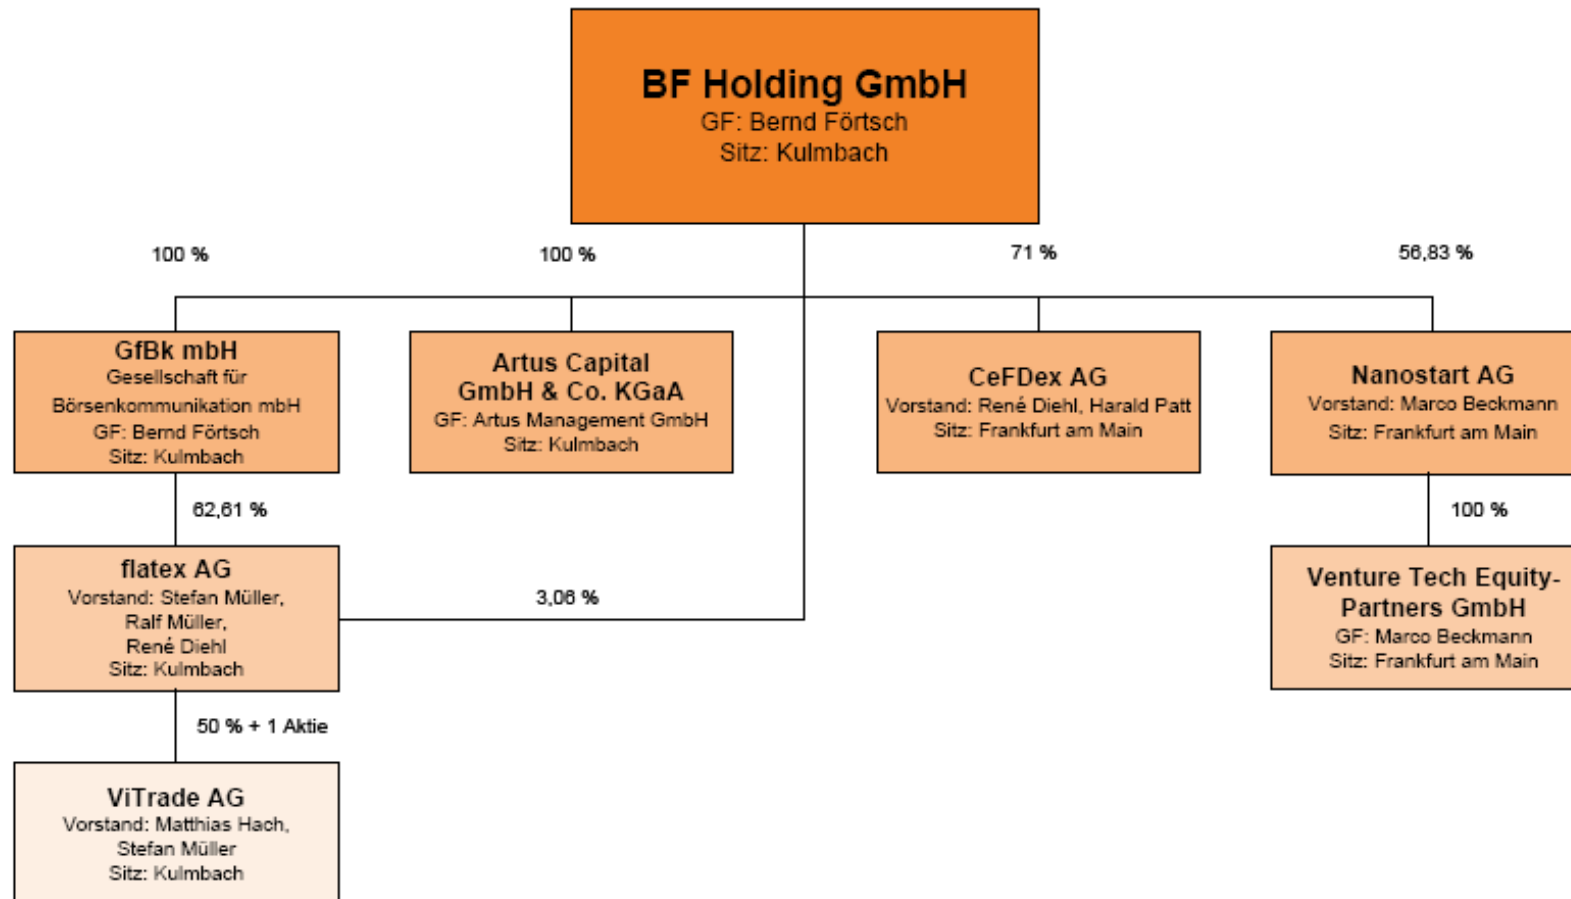 BF Holding GmbH
GF: Bernd Förtsch
Sitz: Kulmbach
100 %
100 %
71 %
56,83 %
GfBk mbH
Gesellschaft für
Börsenkommunikation mbH
GF: Bernd Förtsch
Sitz: Kulmbach
Artus Capital
GmbH & Co. KGaA
GF: Artus Management GmbH
Sitz: Kulmbach
CeFDex AG
Vorstand: René Diehl, Harald Patt
Sitz: Frankfurt am Main
Nanostart AG
Vorstand: Marco Beckmann
Sitz: Frankfurt am Main
62,61 %
100 %
flatex AG
Vorstand: Stefan Müller,
Ralf Müller,
René Diehl
Sitz: Kulmbach
3,06 %
Venture Tech Equity-
Partners GmbH
GF: Marco Beckmann
Sitz: Frankfurt am Main
50 % + 1 Aktie
ViTrade AG
Vorstand: Matthias Hach,
Stefan Müller
Sitz: Kulmbach